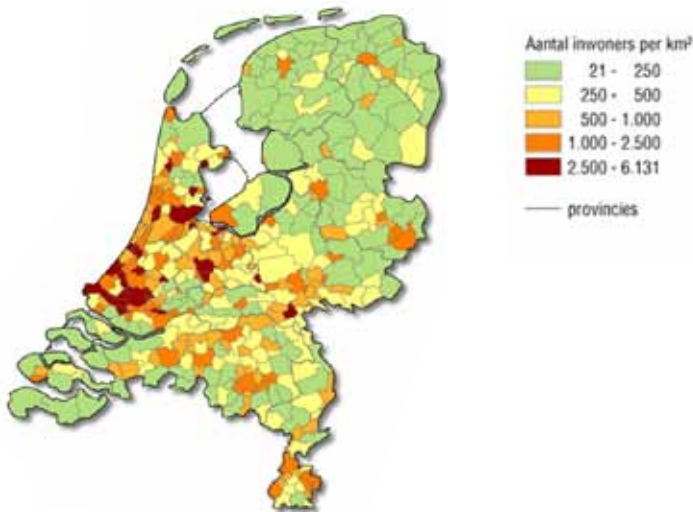 Aantal inwoners per km²
21 - 250
250 - 500
500 - 1.000
1.000 - 2.500
2.500 - 6.131
provincies